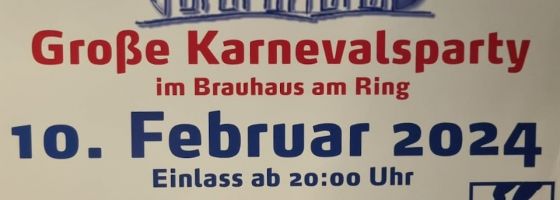 Große Karnevalsparty
im Brauhaus am Ring
10. Februar 2024
Einlass ab 20:00 Uhr